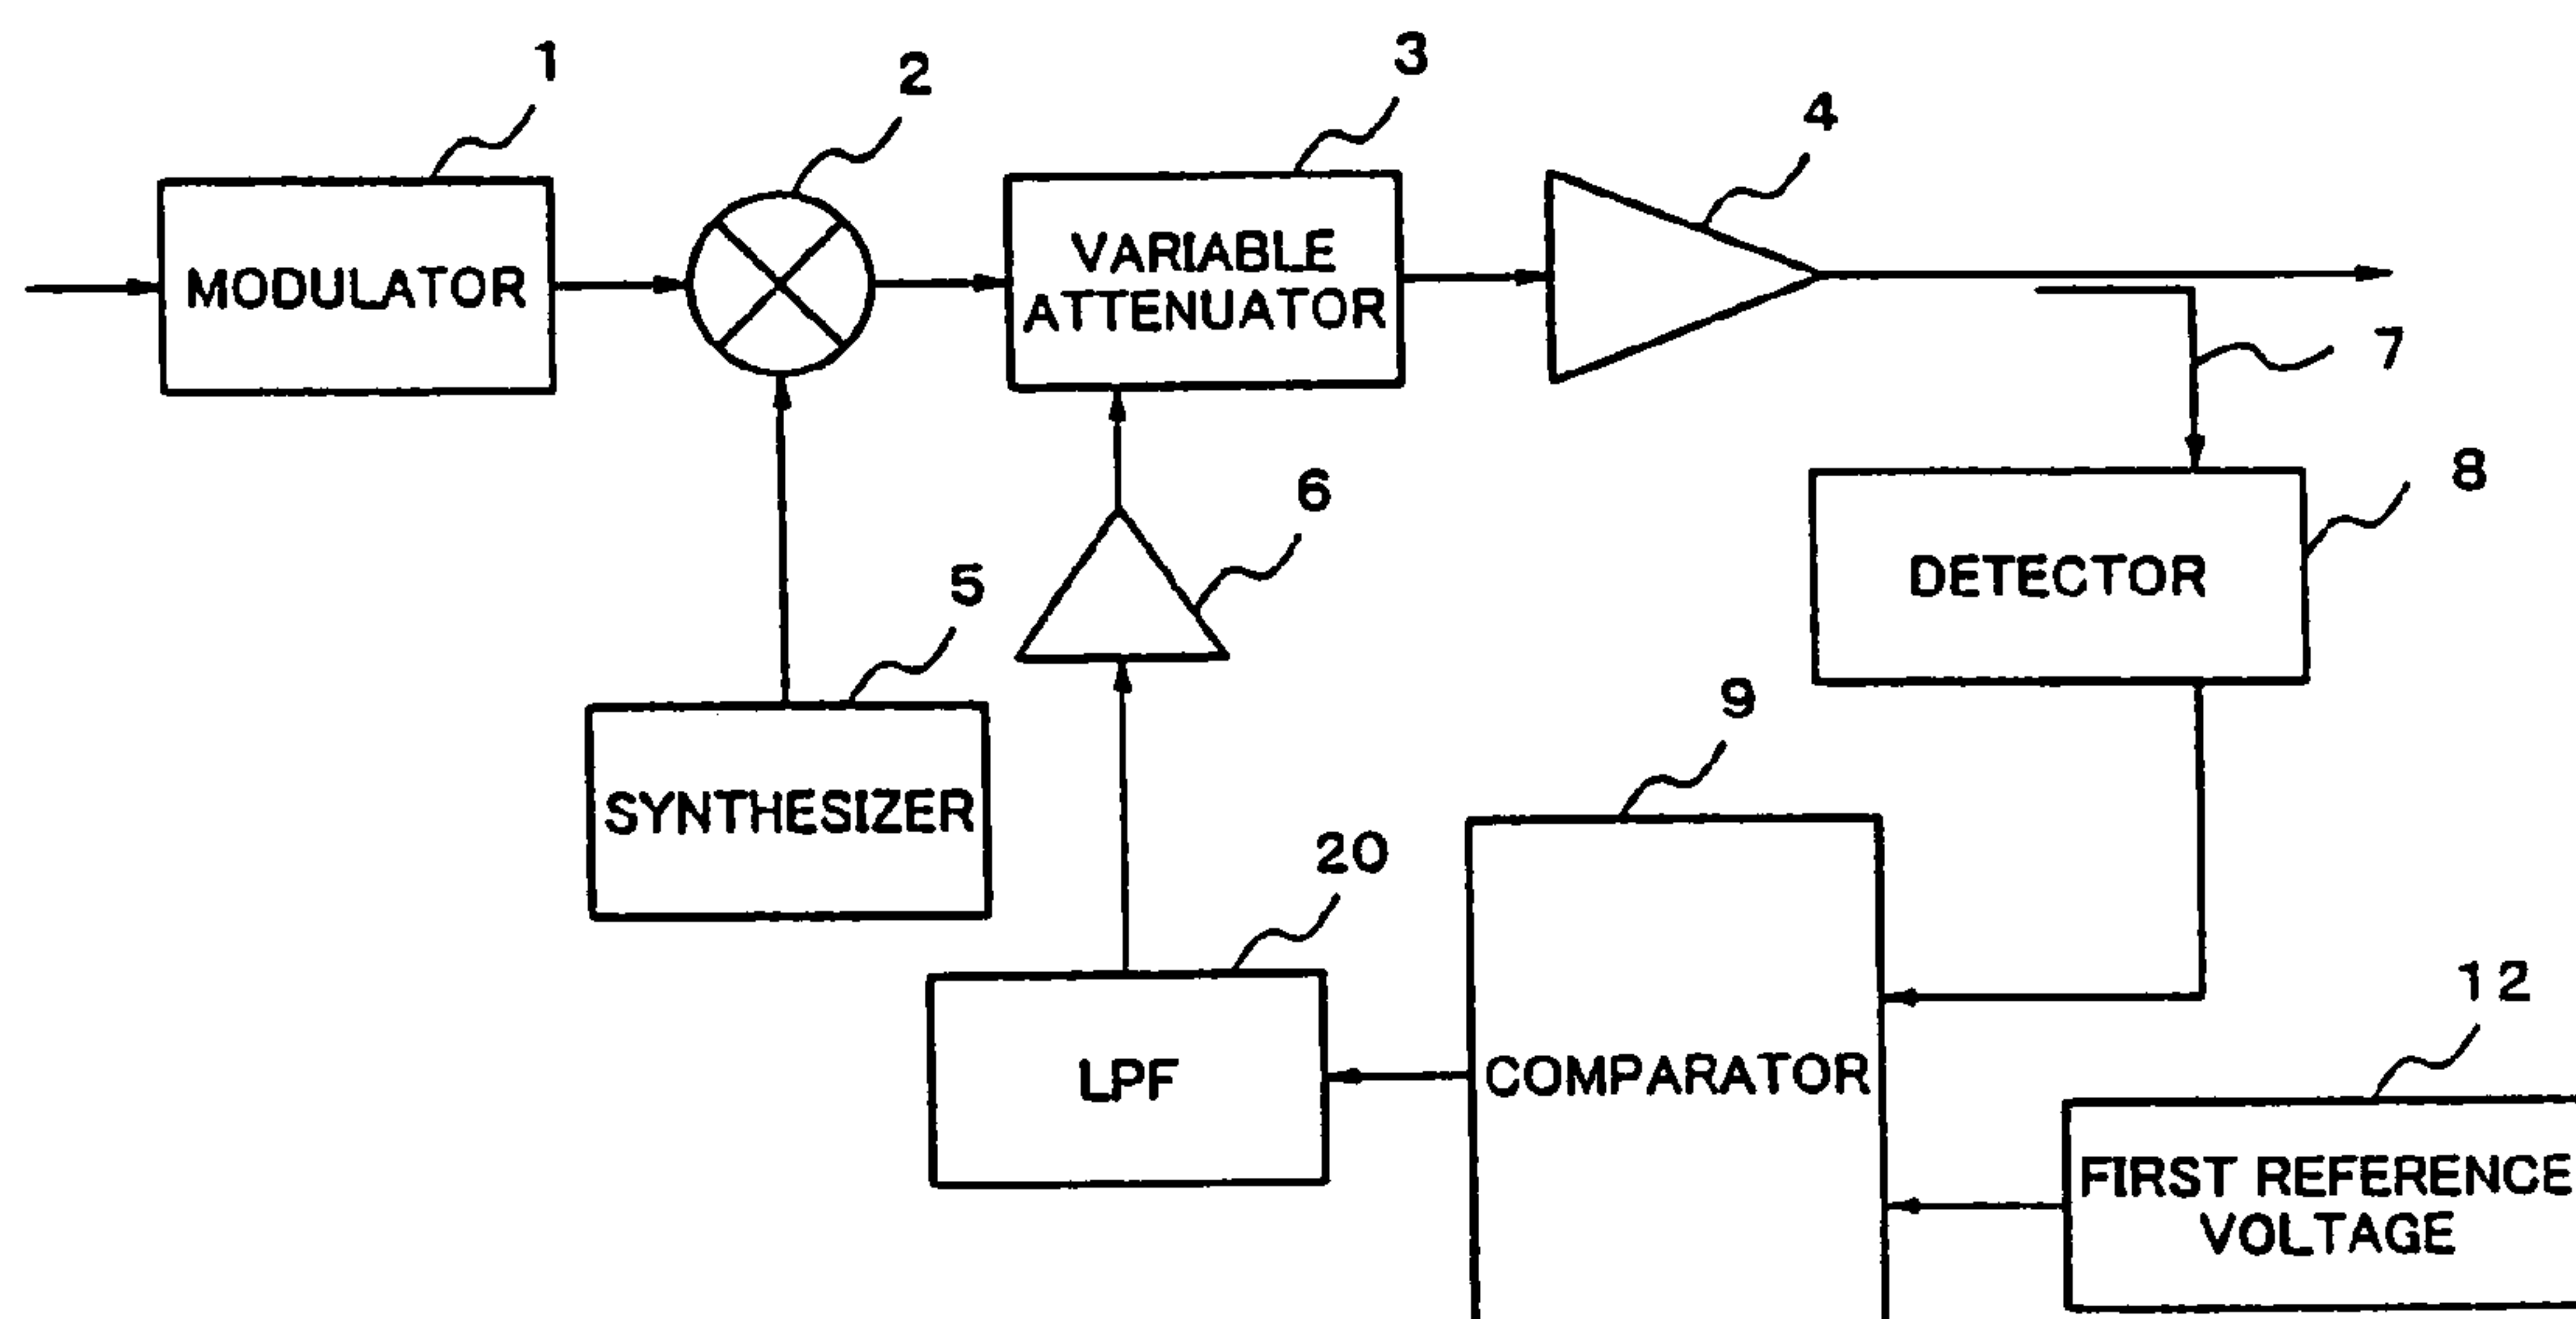 1
2
3
4
MODULATOR
VARIABLE
ATTENUATOR
7
6
8
DETECTOR
5
9
SYNTHESIZER
20
12
LPF
COMPARATOR
FIRST REFERENCE
VOLTAGE